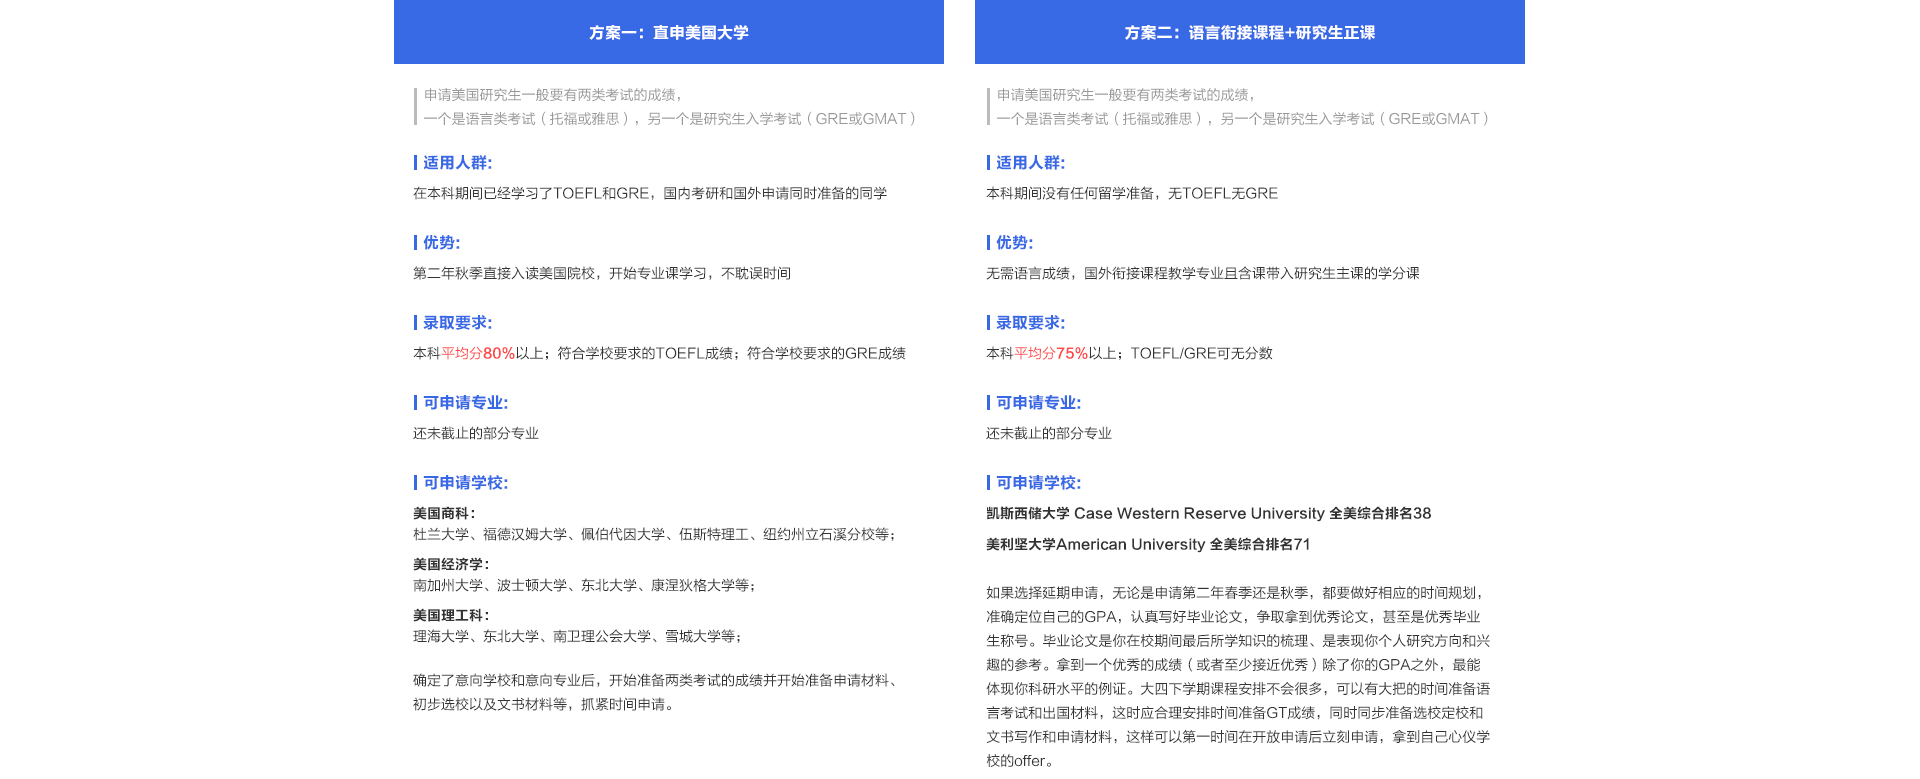 方案一：直申美国大学
申请美国研究生一般要有两类考试的成绩，
一个是语言类考试（托福或雅思），另一个是研究生入学考试（GRE或GMAT）
适用人群:
在本科期间已经学习了TOEFL和GRE，国内考研和国外申请同时准备的同学
优势:
第二年秋季直接入读美国院校，开始专业课学习，不耽误时间
录取要求:
本科平均分80%以上；符合学校要求的TOEFL成绩；符合学校要求的GRE成绩
可申请专业:
还未截止的部分专业
可申请学校:
美国商科：
杜兰大学、福德汉姆大学、佩伯代因大学、伍斯特理工、纽约州立石溪分校等；
美国经济学：
南加州大学、波士顿大学、东北大学、康涅狄格大学等；
美国理工科：
理海大学、东北大学、南卫理公会大学、雪城大学等；
确定了意向学校和意向专业后，开始准备两类考试的成绩并开始准备申请材料、
初步选校以及文书材料等，抓紧时间申请。
方案二：语言衔接课程+研究生正课
申请美国研究生一般要有两类考试的成绩，
一个是语言类考试（托福或雅思），另一个是研究生入学考试（GRE或GMAT）
适用人群:
本科期间没有任何留学准备，无TOEFL无GRE
优势:
无需语言成绩，国外衔接课程教学专业且含课带入研究生主课的学分课
录取要求:
本科平均分75%以上；TOEFL/GRE可无分数
可申请专业:
还未截止的部分专业
可申请学校:
凯斯西储大学 Case Western Reserve University 全美综合排名38
美利坚大学American University 全美综合排名71
如果选择延期申请，无论是申请第二年春季还是秋季，都要做好相应的时间规划，
准确定位自己的GPA，认真写好毕业论文，争取拿到优秀论文，甚至是优秀毕业
生称号。毕业论文是你在校期间最后所学知识的梳理、是表现你个人研究方向和兴
趣的参考。拿到一个优秀的成绩（或者至少接近优秀）除了你的GPA之外，最能
体现你科研水平的例证。大四下学期课程安排不会很多，可以有大把的时间准备语
言考试和出国材料，这时应合理安排时间准备GT成绩，同时同步准备选校定校和
文书写作和申请材料，这样可以第一时间在开放申请后立刻申请，拿到自己心仪学
校的offer。